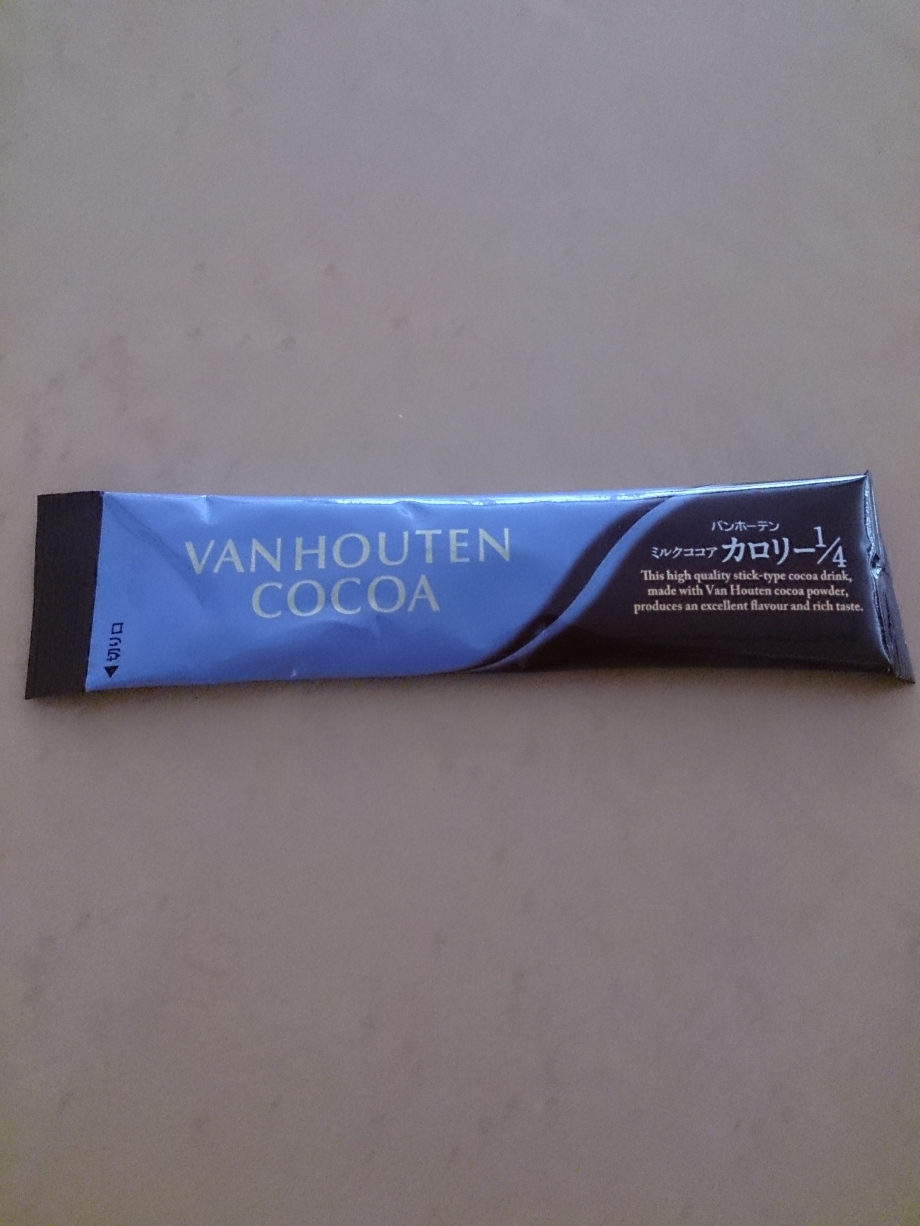 VAN HOUTEN
COCOA
バンホーテン
ミルクココア カロリー1/4
This high quality stick-type cocoa drink,
made with Van Houten cocoa powder,
produces an excellent flavour and rich taste.
◀切り口